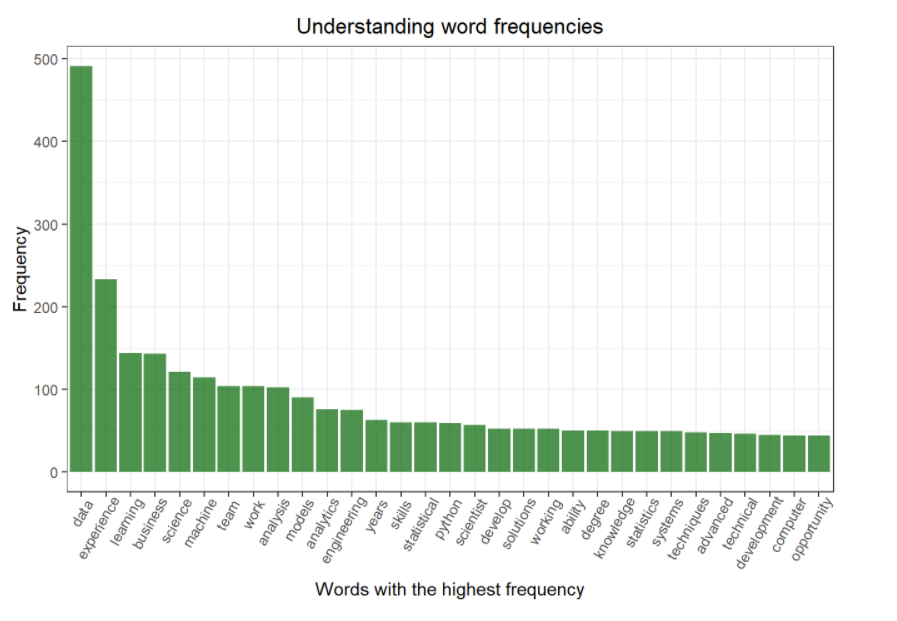 Understanding word frequencies
Frequency
500
400
300
200
100
0
data
experience
learning
business
science
machine
team
work
analysis
models
analytics
engineering
years
skills
statistical
python
scientist
develop
solutions
working
ability
degree
knowledge
statistics
systems
techniques
advanced
technical
development
computer
opportunity
Words with the highest frequency